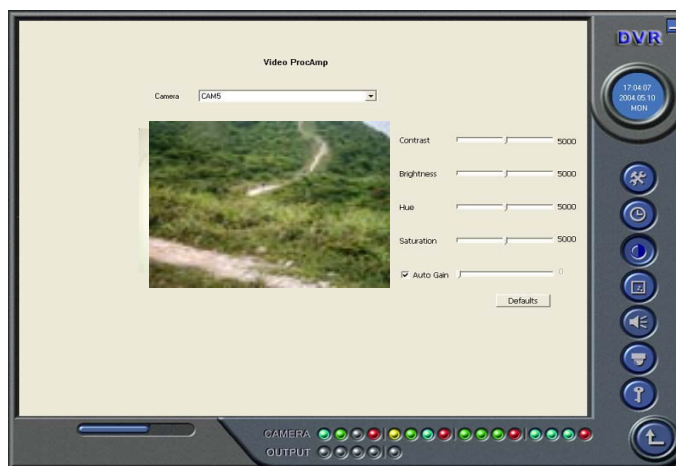 DVR
Video ProcAmp
Camera CAM5
17:04:07
2004.05.10
MON
Contrast 5000
Brightness 5000
Hue 5000
Saturation 5000
Auto Gain 0
Defaults
CAMERA
OUTPUT